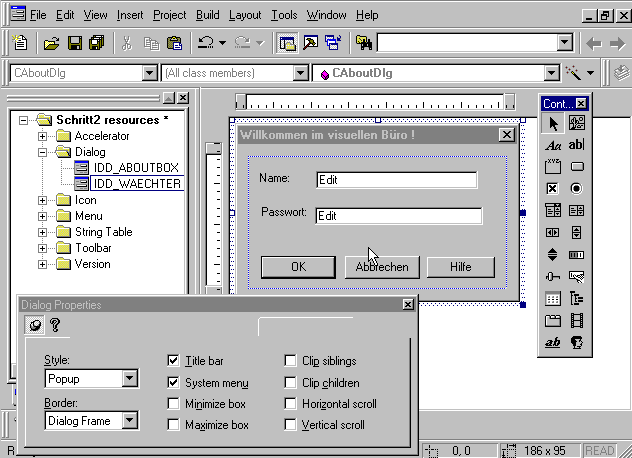 File Edit View Insert Project Build Layout Tools Window Help
CAboutDlg (All class members) CAboutDlg
Schritt2 resources *
Accelerator
Dialog
IDD_ABOUTBOX
IDD_WAECHTER
Icon
Menu
String Table
Toolbar
Version
Willkommen im visuellen Büro !
Name: Edit
Passwort: Edit
OK Abbrechen Hilfe
Cont...
Aa ab|
xyz
ab
Dialog Properties
Style:
Popup
Border:
Dialog Frame
Title bar
System menu
Minimize box
Maximize box
Clip siblings
Clip children
Horizontal scroll
Vertical scroll
0, 0 186 x 95 READ